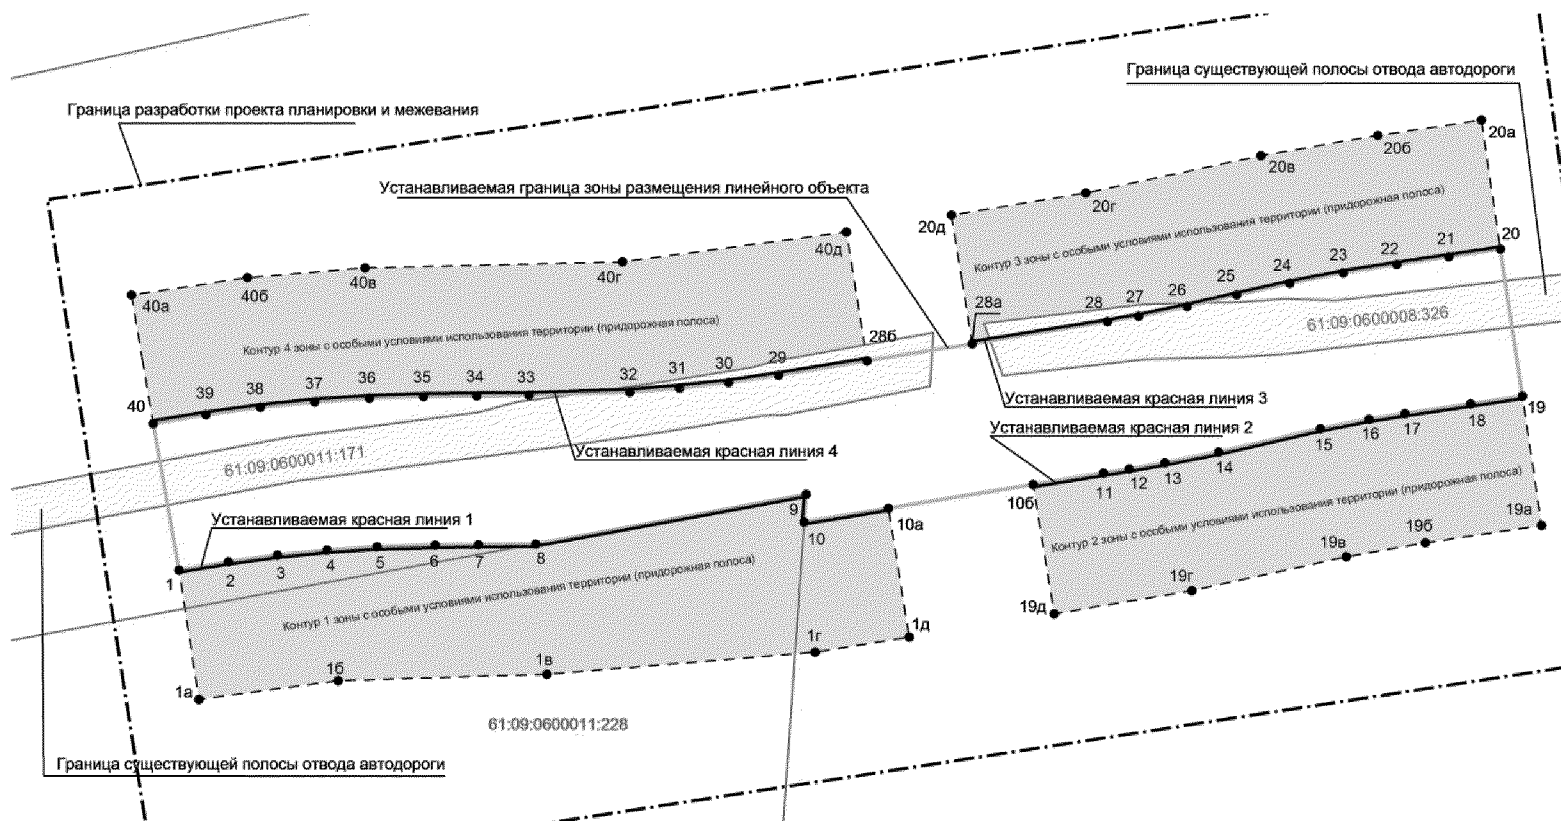 Граница существующей полосы отвода автодороги
Граница разработки проекта планировки и межевания
Устанавливаемая граница зоны размещения линейного объекта
20а
20б
20в
20г
20д
Контур 3 зоны с особыми условиями использования территории (придорожная полоса)
20
21
22
23
24
25
26
27
28
28а
61:09:0600008:326
40а
40б
40в
40г
40д
Контур 4 зоны с особыми условиями использования территории (придорожная полоса)
28б
29
30
31
32
33
34
35
36
37
38
39
40
Устанавливаемая красная линия 3
Устанавливаемая красная линия 2
Устанавливаемая красная линия 4
61:09:0600011:171
Устанавливаемая красная линия 1
1
2
3
4
5
6
7
8
9
10
10а
10б
11
12
13
14
15
16
17
18
19
Контур 1 зоны с особыми условиями использования территории (придорожная полоса)
Контур 2 зоны с особыми условиями использования территории (придорожная полоса)
19а
19б
19в
19г
19д
1а
1б
1в
1г
1д
61:09:0600011:228
Граница существующей полосы отвода автодороги